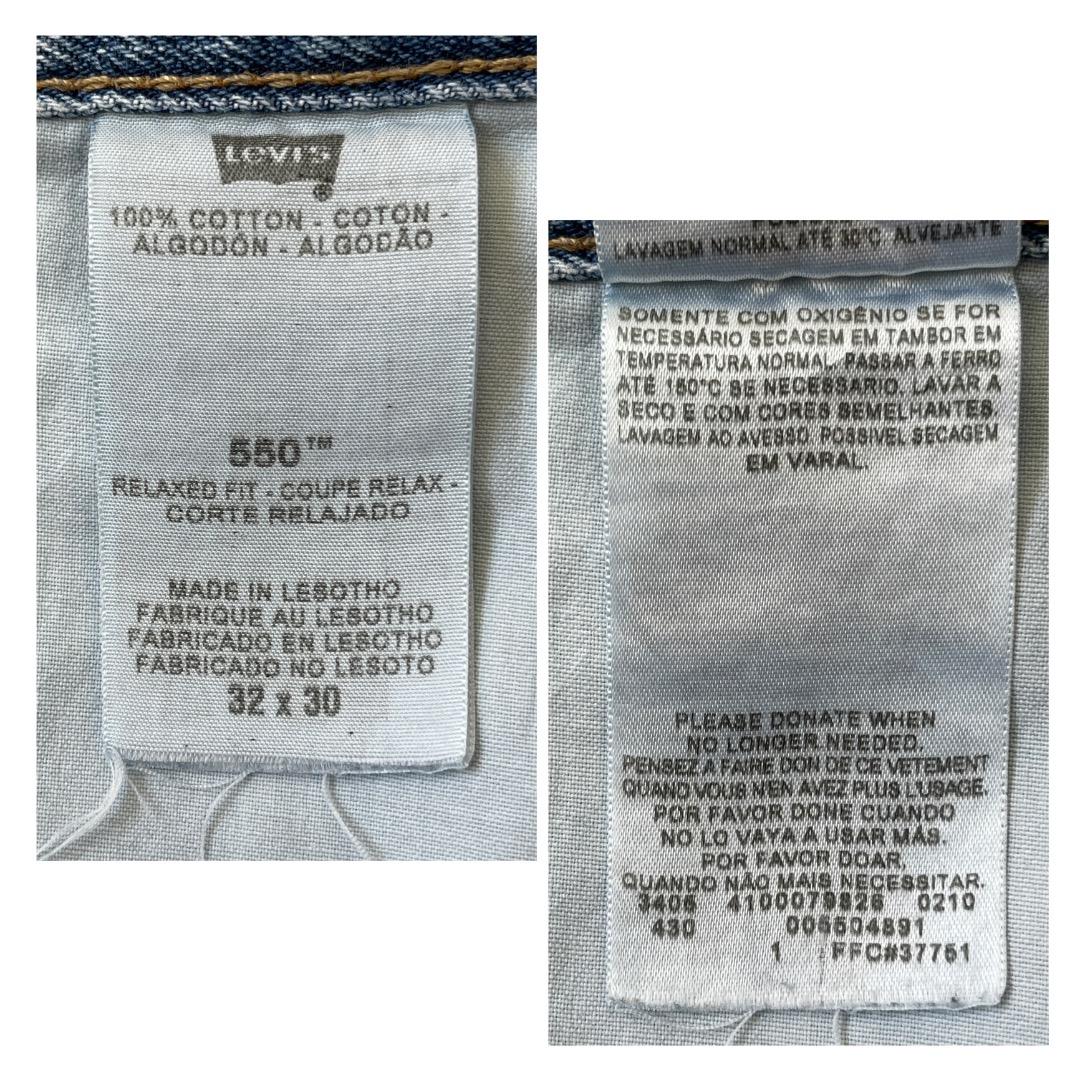 Levi's
®
100% COTTON - COTON -
ALGODÓN - ALGODÃO
550™
RELAXED FIT - COUPE RELAX -
CORTE RELAJADO
MADE IN LESOTHO
FABRIQUE AU LESOTHO
FABRICADO EN LESOTHO
FABRICADO NO LESOTO
32 x 30
LAVAGEM NORMAL ATÉ 30°C. ALVEJANTE
SOMENTE COM OXIGÊNIO SE FOR
NECESSÁRIO SECAGEM EM TAMBOR EM
TEMPERATURA NORMAL, PASSAR A FERRO
ATÉ 150°C SE NECESSARIO, LAVAR A
SECO E COM CORES SEMELHANTES.
LAVAGEM AO AVESSO. POSSIVEL SECAGEM
EM VARAL.
PLEASE DONATE WHEN
NO LONGER NEEDED.
PENSEZ A FAIRE DON DE CE VETEMENT
QUAND VOUS N'EN AVEZ PLUS L'USAGE.
POR FAVOR DONE CUANDO
NO LO VAYA A USAR MÁS.
POR FAVOR DOAR,
QUANDO NÃO MAIS NECESSITAR.
3406 4100079826 0210
430 005504891
1 FFC#37751